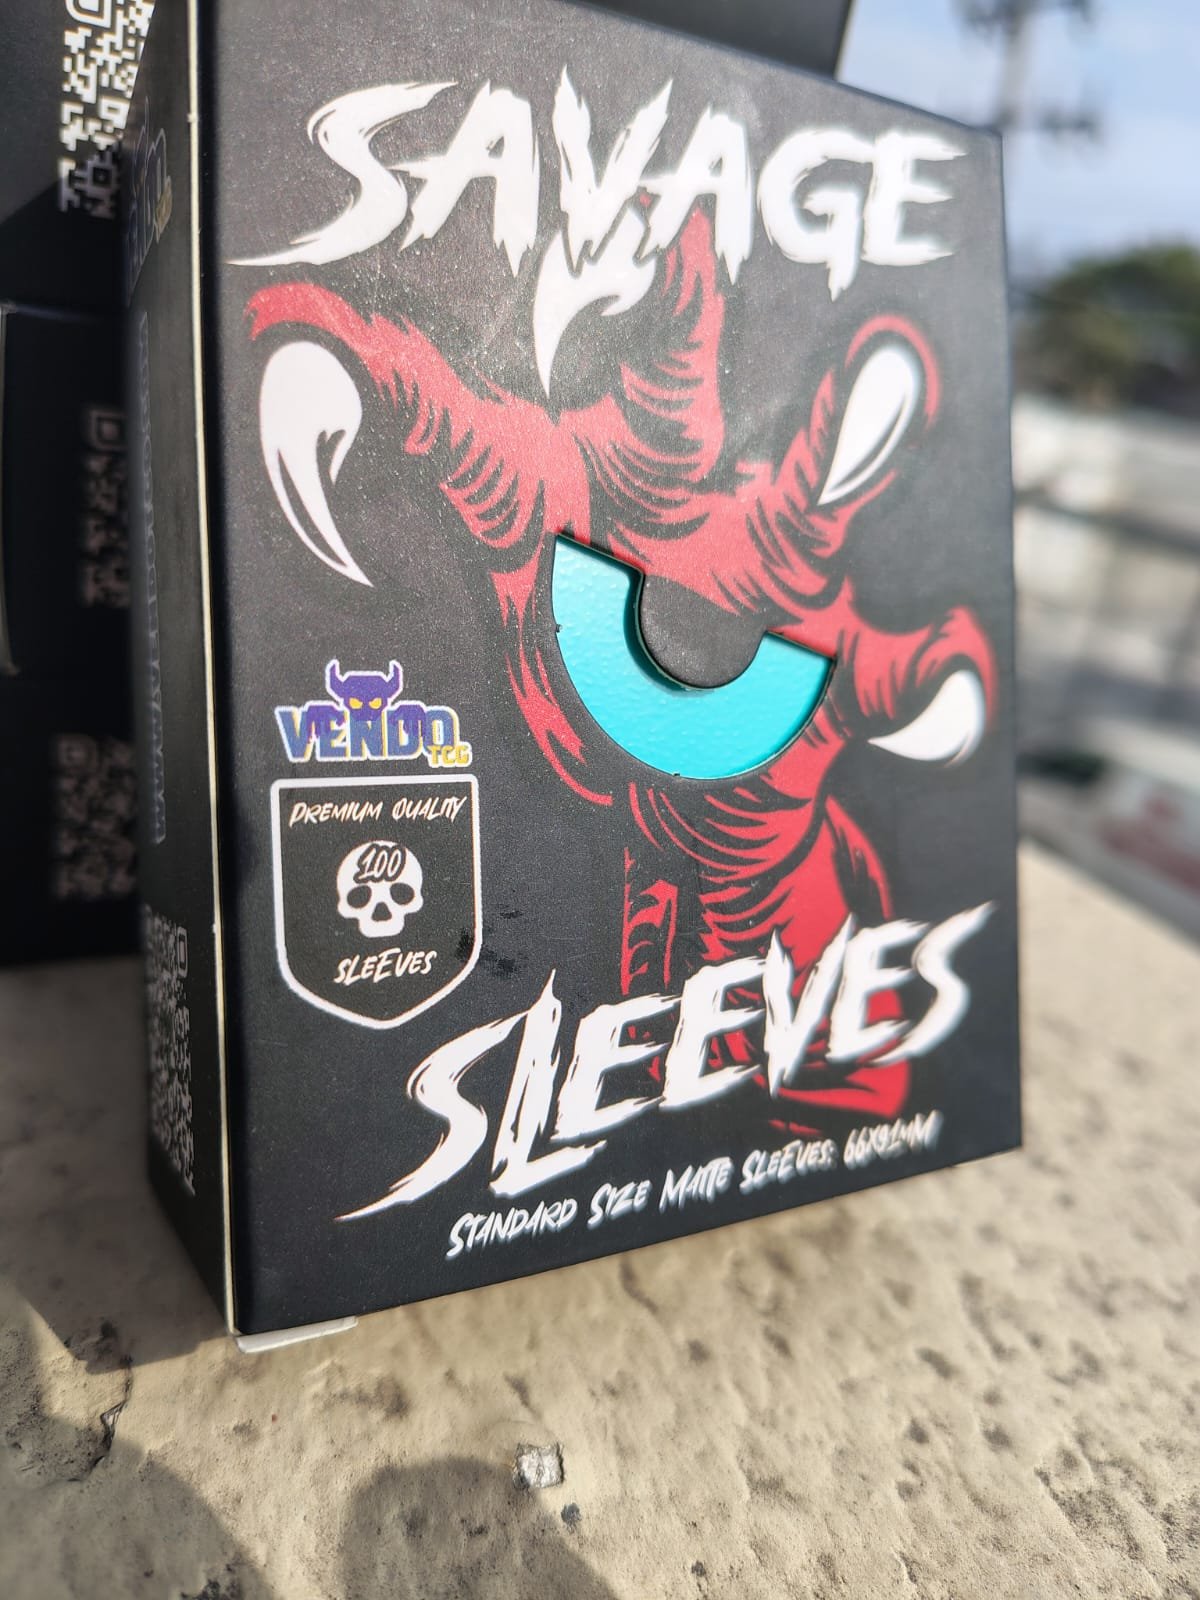 SAVAGE
VENDO
TCG
PREMIUM QUALITY
100
SLEEVES
SLEEVES
STANDARD SIZE MATTE SLEEVES: 66X91MM